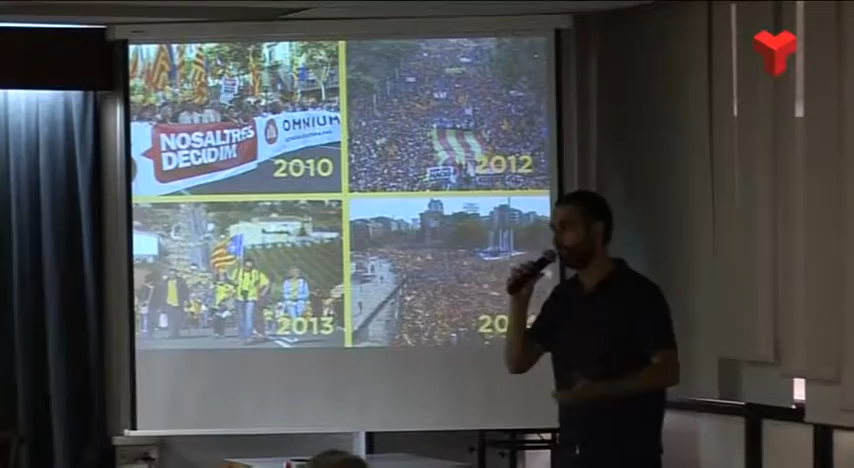 NOSALTRES
DECIDIM
OMNIUM
2010
2012
2013